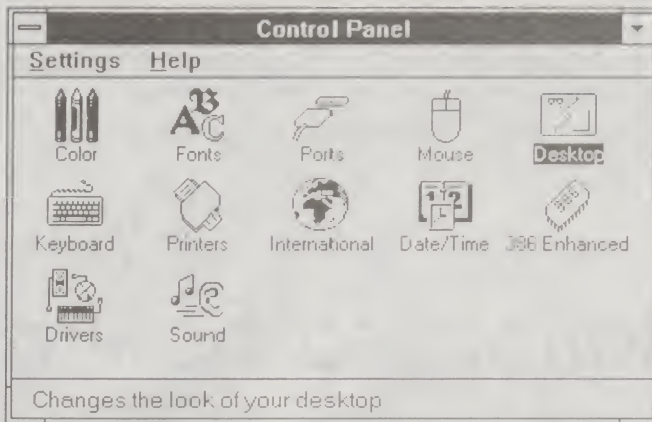 Control Panel
Settings Help
Color Fonts Ports Mouse Desktop
Keyboard Printers International Date/Time 386 Enhanced
Drivers Sound
Changes the look of your desktop